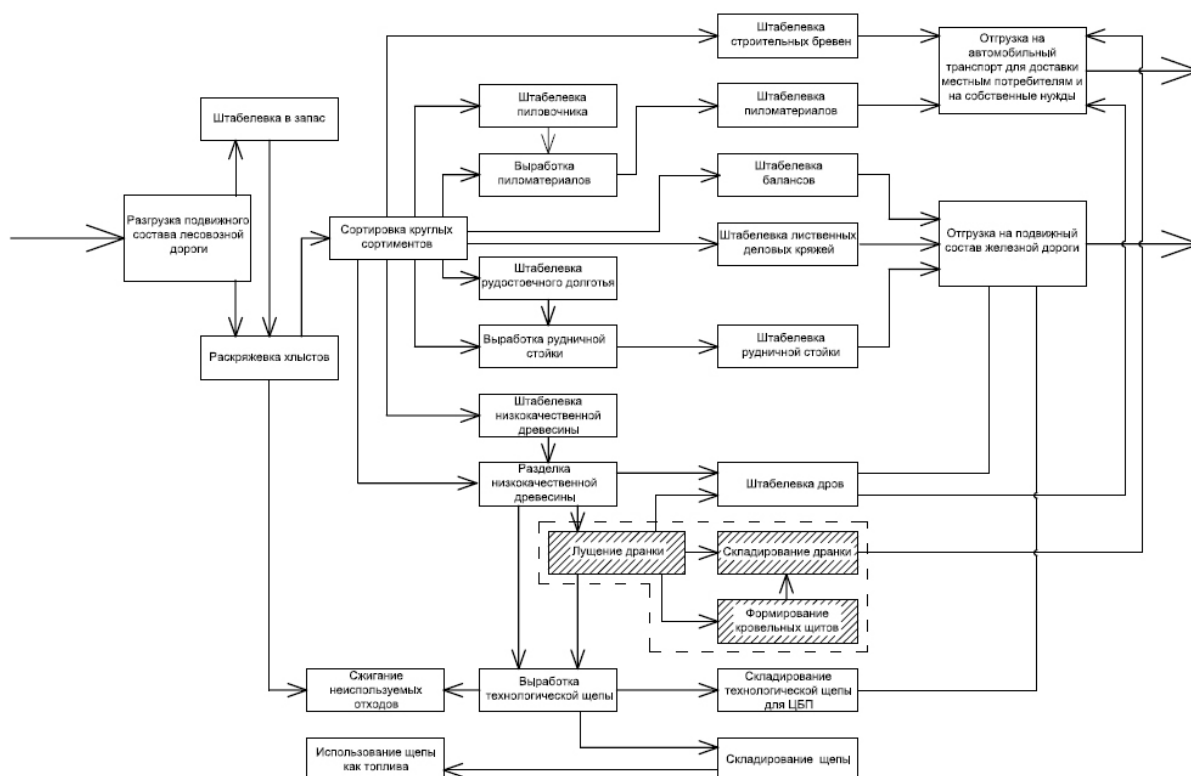 Штабелевка
строительных бревен
Отгрузка на
автомобильный
транспорт для доставки
местным потребителям и
на собственные нужды
Штабелевка в запас
Штабелевка
пиловочника
Штабелевка
пиломатериалов
Выработка
пиломатериалов
Штабелевка
балансов
Разгрузка подвижного
состава лесовозной
дороги
Сортировка круглых
сортиментов
Штабелевка лиственных
деловых кряжей
Отгрузка на подвижный
состав железной дороги
Штабелевка
рудостоечного долготья
Раскряжевка хлыстов
Выработка рудничной
стойки
Штабелевка
рудничной стойки
Штабелевка
низкокачественной
древесины
Разделка
низкокачественной
древесины
Штабелевка дров
Лущение дранки
Складирование дранки
Формирование
кровельных щитов
Сжигание
неиспользуемых
отходов
Выработка
технологической щепы
Складирование
технологической щепы
для ЦБП
Использование щепы
как топлива
Складирование щепы